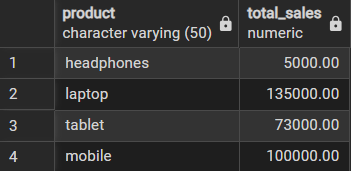 product total_sales
character varying (50) numeric
1 headphones 5000.00
2 laptop 135000.00
3 tablet 73000.00
4 mobile 100000.00